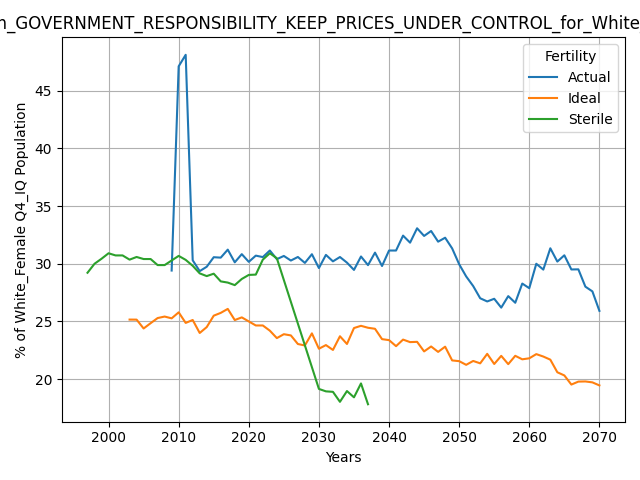 _GOVERNMENT_RESPONSIBILITY_KEEP_PRICES_UNDER_CONTROL_for_White
Fertility
Actual
Ideal
Sterile
% of White_Female Q4_IQ Population
45
40
35
30
25
20
2000 2010 2020 2030 2040 2050 2060 2070
Years